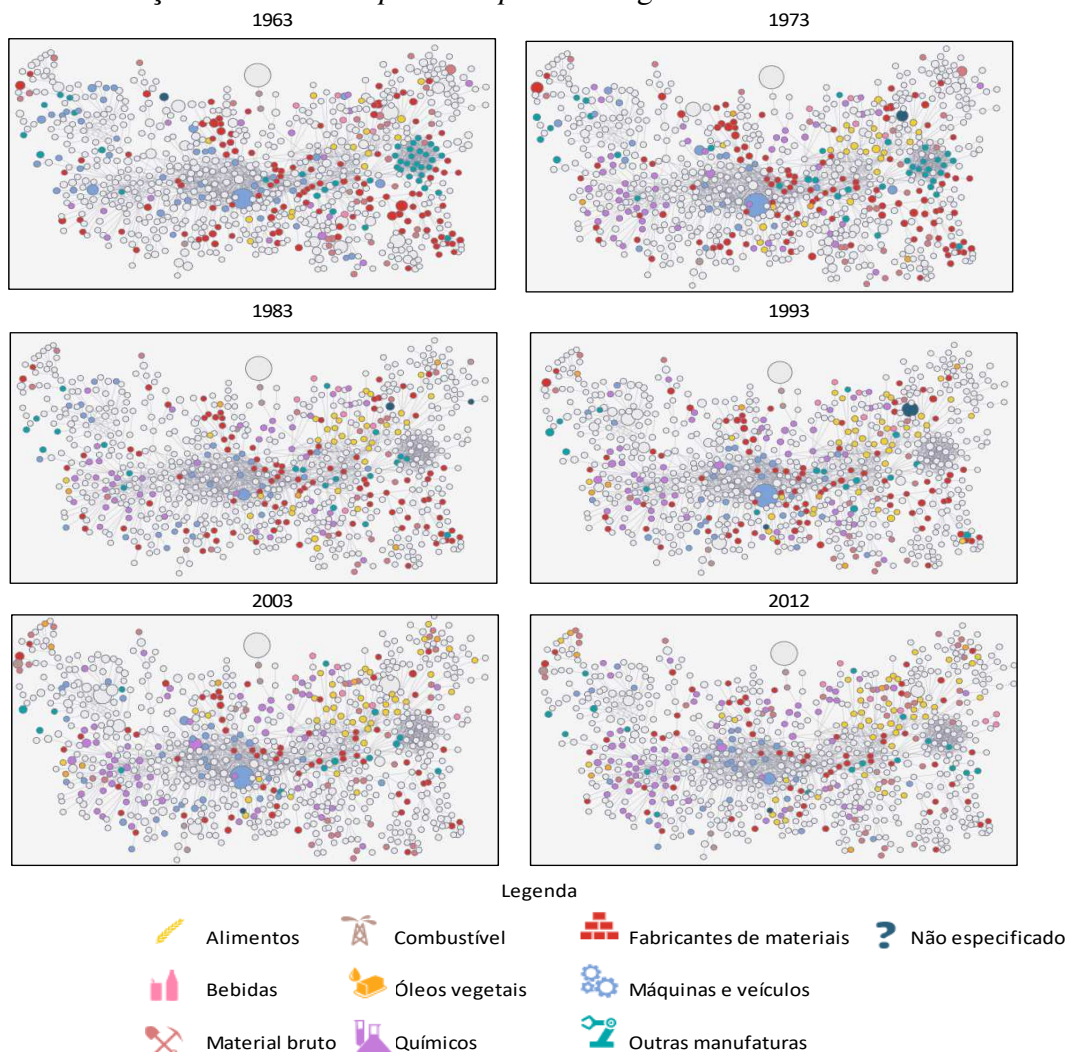 1963 1973
1983 1993
2003 2012
Legenda
Alimentos Combustível Fabricantes de materiais ? Não especificado
Bebidas Óleos vegetais Máquinas e veículos
Material bruto Químicos Outras manufaturas